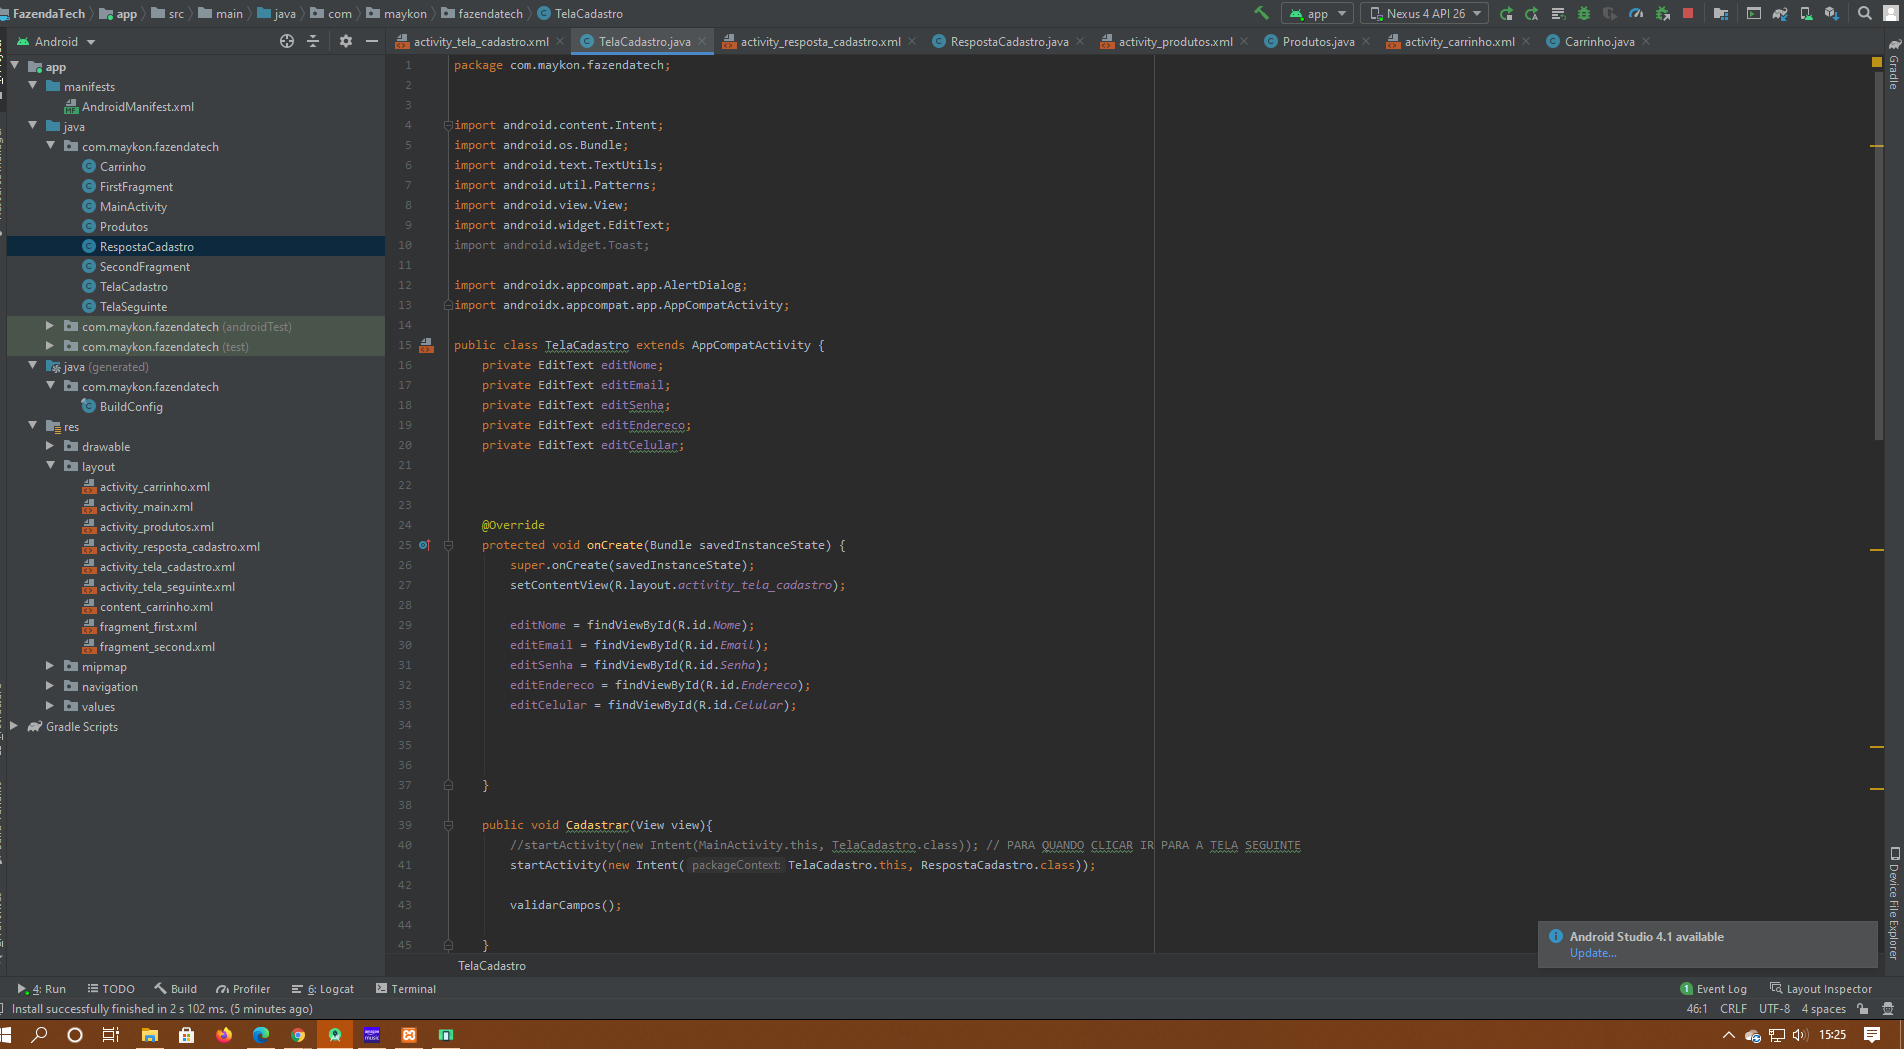 FazendaTech app src main java com maykon fazendatech TelaCadastro app Nexus 4 API 26
Android activity_tela_cadastro.xml TelaCadastro.java activity_resposta_cadastro.xml RespostaCadastro.java activity_produtos.xml Produtos.java activity_carrinho.xml Carrinho.java
app
manifests
AndroidManifest.xml
java
com.maykon.fazendatech
Carrinho
FirstFragment
MainActivity
Produtos
RespostaCadastro
SecondFragment
TelaCadastro
TelaSeguinte
com.maykon.fazendatech (androidTest)
com.maykon.fazendatech (test)
java (generated)
com.maykon.fazendatech
BuildConfig
res
drawable
layout
activity_carrinho.xml
activity_main.xml
activity_produtos.xml
activity_resposta_cadastro.xml
activity_tela_cadastro.xml
activity_tela_seguinte.xml
content_carrinho.xml
fragment_first.xml
fragment_second.xml
mipmap
navigation
values
Gradle Scripts
1 package com.maykon.fazendatech;
2
3
4 import android.content.Intent;
5 import android.os.Bundle;
6 import android.text.TextUtils;
7 import android.util.Patterns;
8 import android.view.View;
9 import android.widget.EditText;
10 import android.widget.Toast;
11
12 import androidx.appcompat.app.AlertDialog;
13 import androidx.appcompat.app.AppCompatActivity;
14
15 public class TelaCadastro extends AppCompatActivity {
16 private EditText editNome;
17 private EditText editEmail;
18 private EditText editSenha;
19 private EditText editEndereco;
20 private EditText editCelular;
21
22
23
24 @Override
25 protected void onCreate(Bundle savedInstanceState) {
26 super.onCreate(savedInstanceState);
27 setContentView(R.layout.activity_tela_cadastro);
28
29 editNome = findViewById(R.id.Nome);
30 editEmail = findViewById(R.id.Email);
31 editSenha = findViewById(R.id.Senha);
32 editEndereco = findViewById(R.id.Endereco);
33 editCelular = findViewById(R.id.Celular);
34
35
36
37 }
38
39 public void Cadastrar(View view){
40 //startActivity(new Intent(MainActivity.this, TelaCadastro.class)); // PARA QUANDO CLICAR IR PARA A TELA SEGUINTE
41 startActivity(new Intent( packageContext: TelaCadastro.this, RespostaCadastro.class));
42
43 validarCampos();
44
45 }
TelaCadastro
Gradle
Device File Explorer
Android Studio 4.1 available
Update...
4: Run TODO Build Profiler 6: Logcat Terminal 1 Event Log Layout Inspector
Install successfully finished in 2 s 102 ms. (5 minutes ago) 46:1 CRLF UTF-8 4 spaces
amazon music 15:25